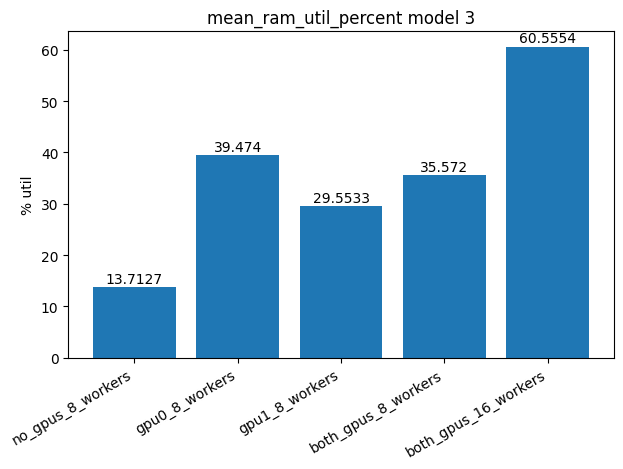 mean_ram_util_percent model 3
% util
60
50
40
30
20
10
0
13.7127
39.474
29.5533
35.572
60.5554
no_gpus_8_workers
gpu0_8_workers
gpu1_8_workers
both_gpus_8_workers
both_gpus_16_workers